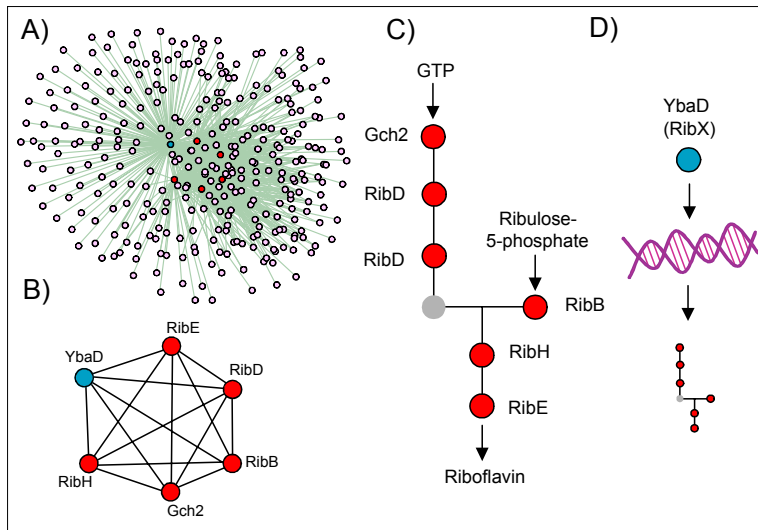 A)
B)
RibE
YbaD
RibD
RibB
RibH
Gch2
C)
GTP
Gch2
RibD
RibD
Ribulose-
5-phosphate
RibB
RibH
RibE
Riboflavin
D)
YbaD
(RibX)